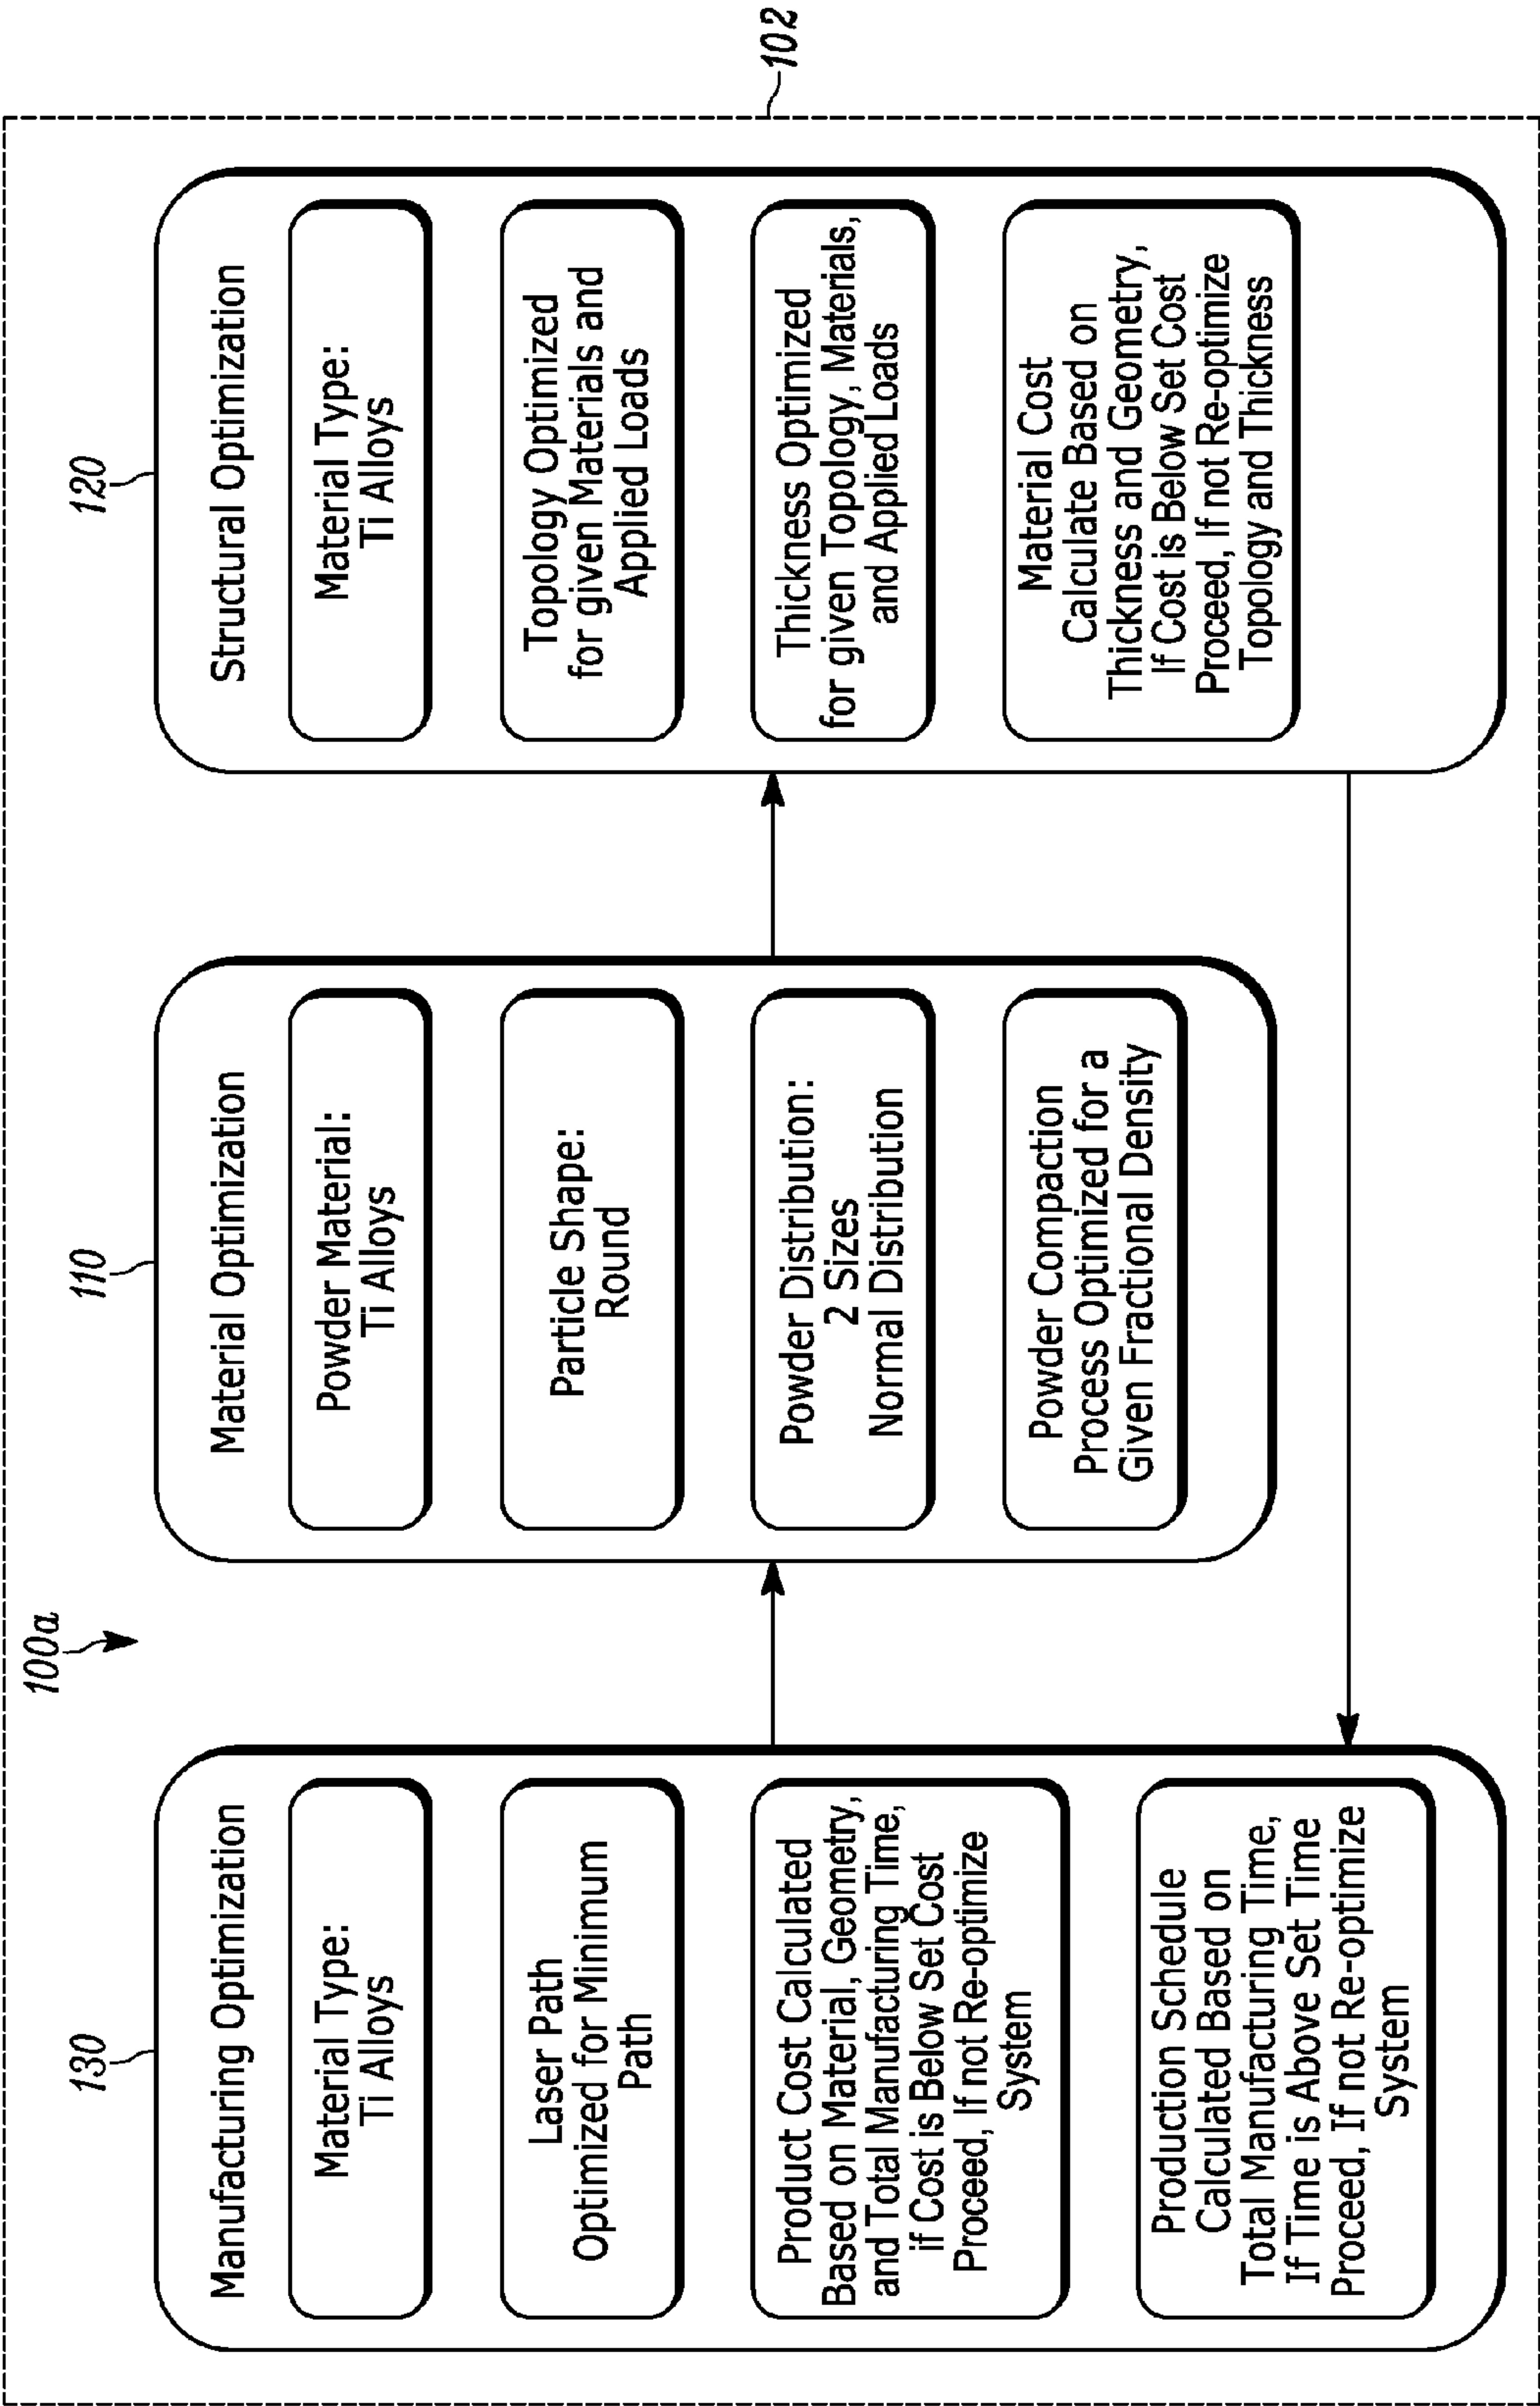 100a
102
130
Manufacturing Optimization
Material Type:
Ti Alloys
Laser Path
Optimized for Minimum
Path
Product Cost Calculated
Based on Material, Geometry,
and Total Manufacturing Time,
if Cost is Below Set Cost
Proceed, If not Re-optimize
System
Production Schedule
Calculated Based on
Total Manufacturing Time,
If Time is Above Set Time
Proceed, If not Re-optimize
System
110
Material Optimization
Powder Material:
Ti Alloys
Particle Shape:
Round
Powder Distribution:
2 Sizes
Normal Distribution
Powder Compaction
Process Optimized for a
Given Fractional Density
120
Structural Optimization
Material Type:
Ti Alloys
Topology Optimized
for given Materials and
Applied Loads
Thickness Optimized
for given Topology, Materials,
and Applied Loads
Material Cost
Calculate Based on
Thickness and Geometry,
If Cost is Below Set Cost
Proceed, If not Re-optimize
Topology and Thickness